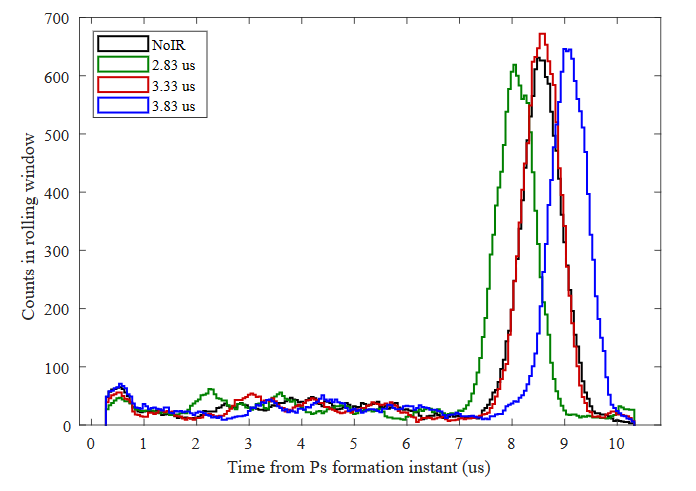 700
600
500
400
300
200
100
0
Counts in rolling window
NoIR
2.83 us
3.33 us
3.83 us
0 1 2 3 4 5 6 7 8 9 10
Time from Ps formation instant (us)